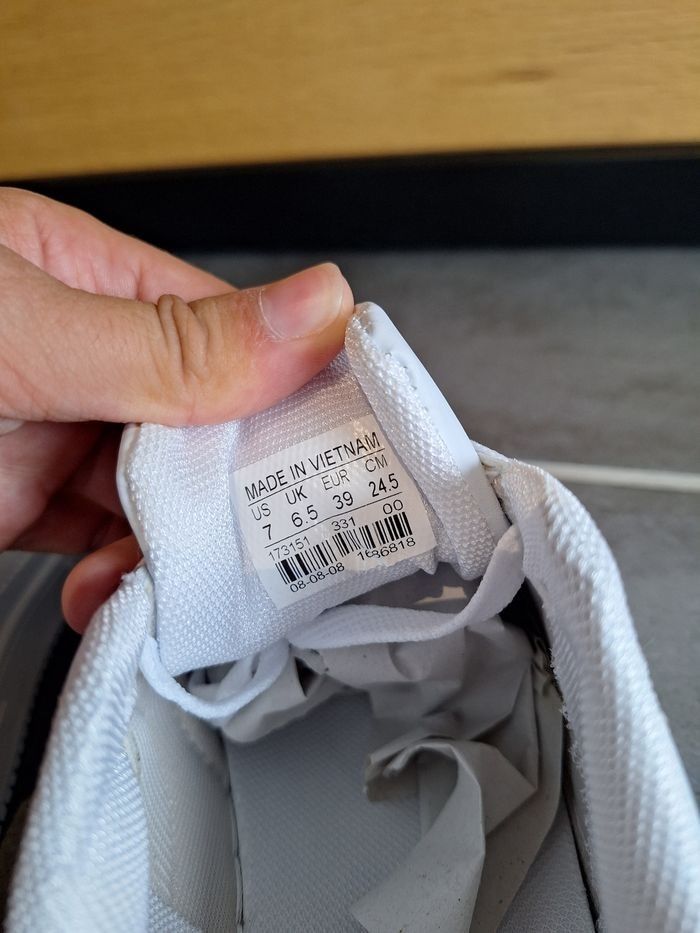 MADE IN VIETNAM
US UK EUR CM
7 6.5 39 24.5
173151 331 00
08-08-08